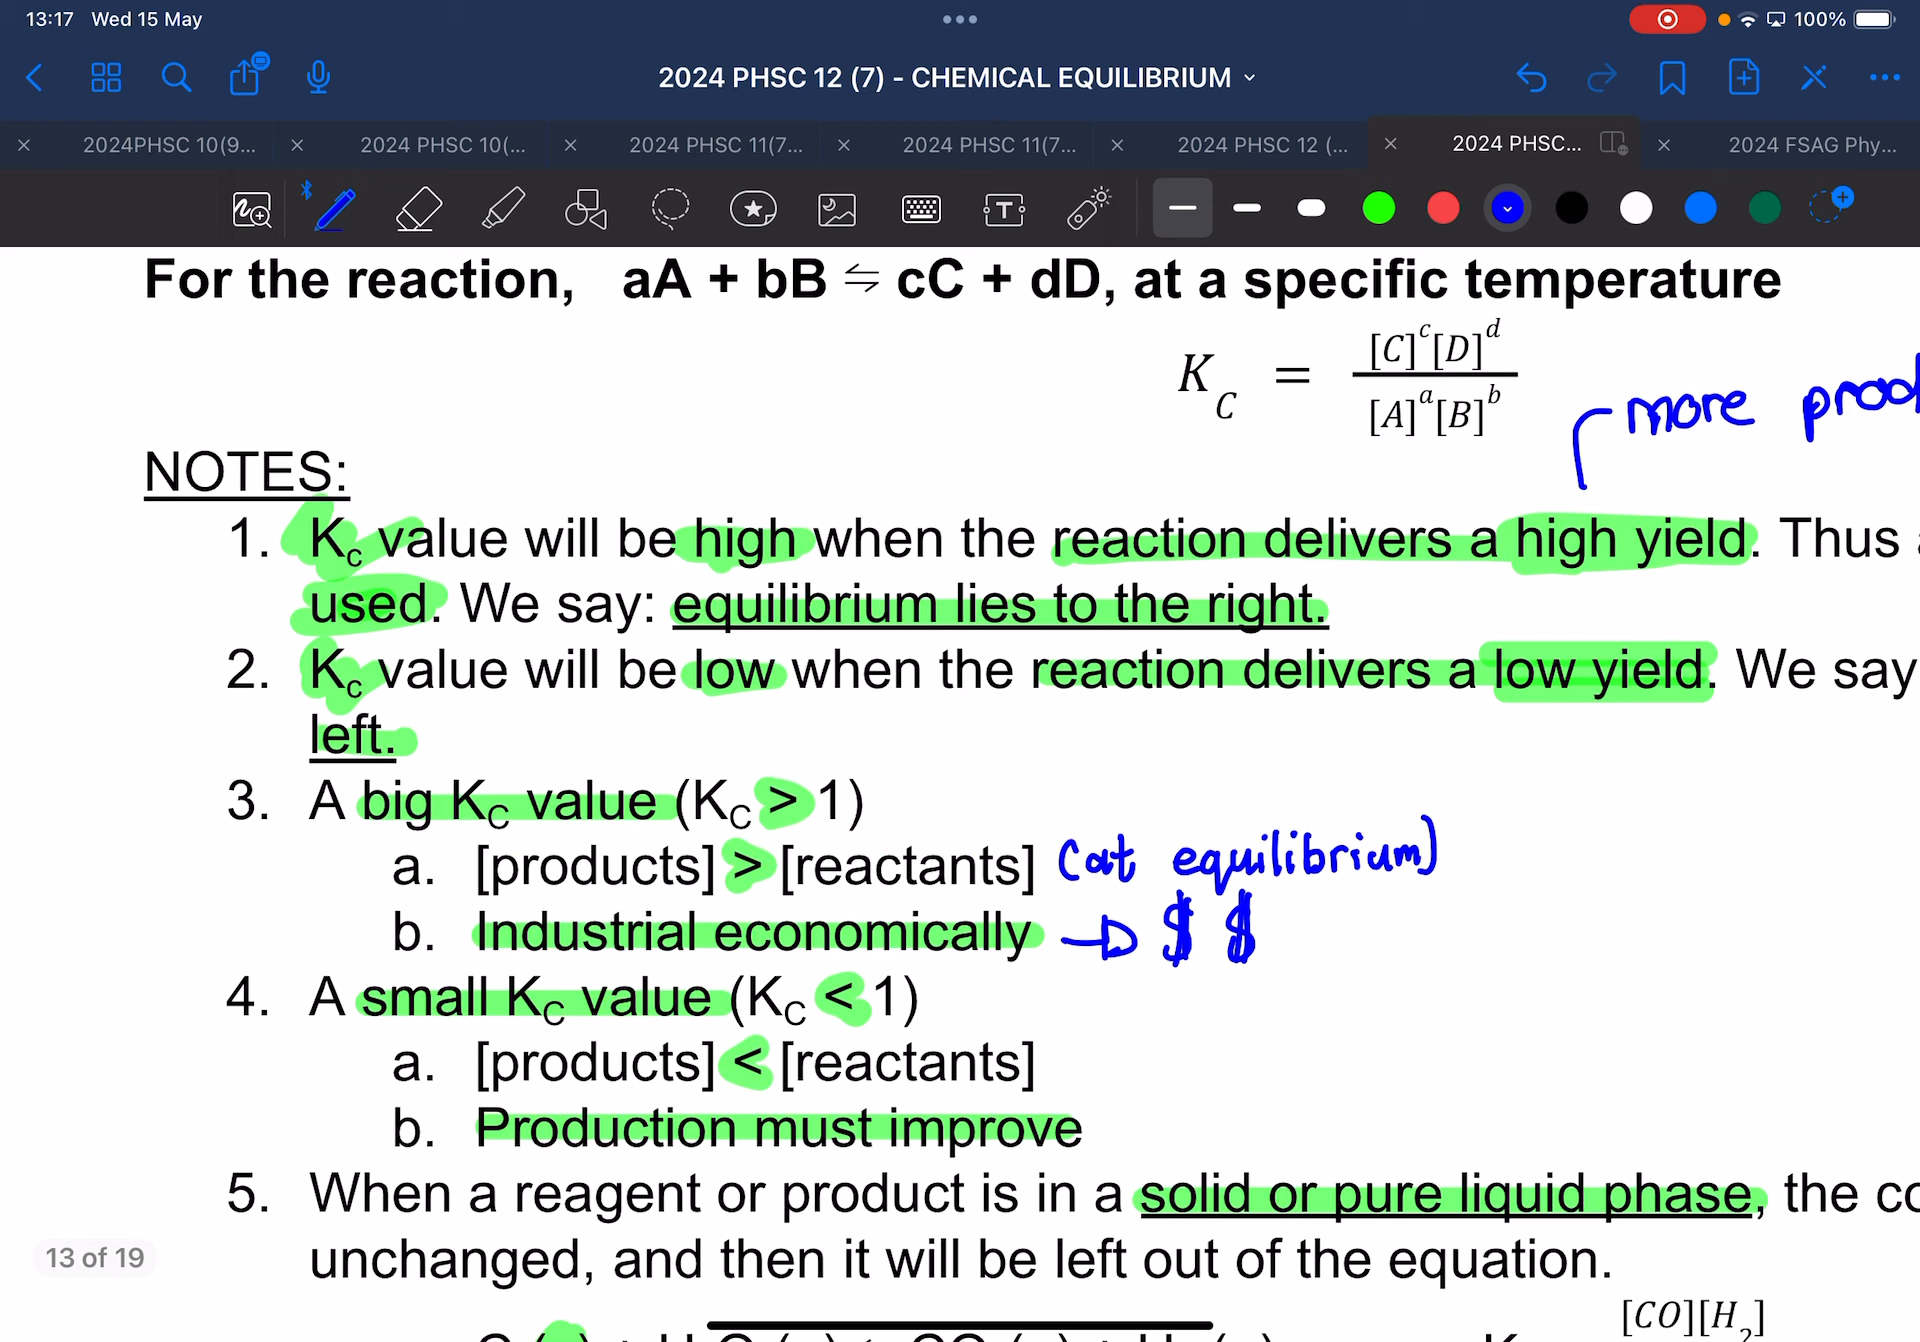 13:17 Wed 15 May
100%
2024 PHSC 12 (7) - CHEMICAL EQUILIBRIUM
2024PHSC 10(9... 2024 PHSC 10(... 2024 PHSC 11(7... 2024 PHSC 11(7... 2024 PHSC 12 (... 2024 PHSC... 2024 FSAG Phy...
For the reaction, aA + bB ⇋ cC + dD, at a specific temperature
K_C = [C]^c[D]^d / [A]^a[B]^b
more prod
NOTES:
1. Kc value will be high when the reaction delivers a high yield. Thus
used. We say: equilibrium lies to the right.
2. Kc value will be low when the reaction delivers a low yield. We say
left.
3. A big KC value (KC > 1)
a. [products] > [reactants] (at equilibrium)
b. Industrial economically → $ $
4. A small KC value (KC < 1)
a. [products] < [reactants]
b. Production must improve
5. When a reagent or product is in a solid or pure liquid phase, the co
unchanged, and then it will be left out of the equation.
13 of 19
[CO][H2]